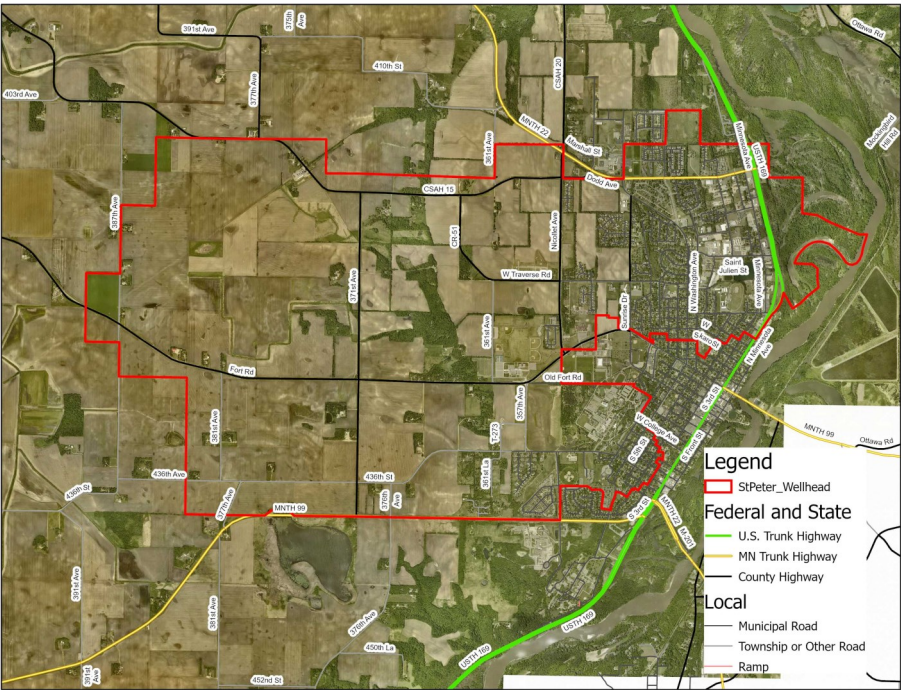 391st Ave
375th
Ave
Ottawa Rd
410th St
403rd Ave
377th Ave
CSAH 20
MNTH 22
Marshall St
361st Ave
Minnesota Ave
USTH 169
Mockingbird
Hill Rd
Dodd Ave
CSAH 15
387th Ave
CR-51
Nicollet Ave
W Traverse Rd
N Washington Ave
Saint
Julien St
Minnesota Ave
371st Ave
361st Ave
Sunrise Dr
W
Skaro St
N Minnesota
Ave
Fort Rd
Old Fort Rd
357th Ave
S 3rd St
381st Ave
T-273
W College Ave
S 5th St
S Front St
MNTH 99
Ottawa Rd
436th Ave
436th St
436th St
376th
Ave
361st La
377th Ave
MNTH 99
S 3rd St
MNTH 22
M-201
391st Ave
381st Ave
376th Ave
USTH 169
450th La
USTH 169
391st
Ave
452nd St
Legend
StPeter_Wellhead
Federal and State
U.S. Trunk Highway
MN Trunk Highway
County Highway
Local
Municipal Road
Township or Other Road
Ramp